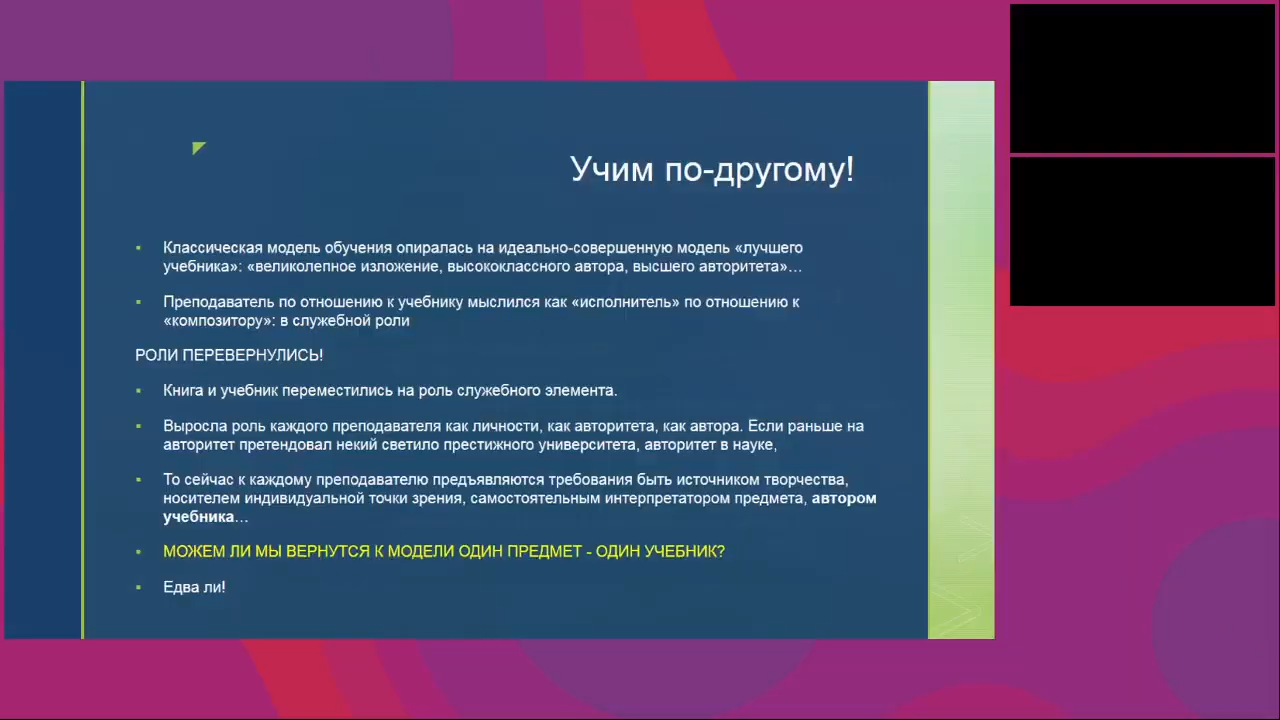 Учим по-другому!
Классическая модель обучения опиралась на идеально-совершенную модель «лучшего
учебника»: «великолепное изложение, высококлассного автора, высшего авторитета»…
Преподаватель по отношению к учебнику мыслился как «исполнитель» по отношению к
«композитору»: в служебной роли
РОЛИ ПЕРЕВЕРНУЛИСЬ!
Книга и учебник переместились на роль служебного элемента.
Выросла роль каждого преподавателя как личности, как авторитета, как автора. Если раньше на
авторитет претендовал некий светило престижного университета, авторитет в науке,
То сейчас к каждому преподавателю предъявляются требования быть источником творчества,
носителем индивидуальной точки зрения, самостоятельным интерпретатором предмета, автором
учебника…
МОЖЕМ ЛИ МЫ ВЕРНУТСЯ К МОДЕЛИ ОДИН ПРЕДМЕТ - ОДИН УЧЕБНИК?
Едва ли!